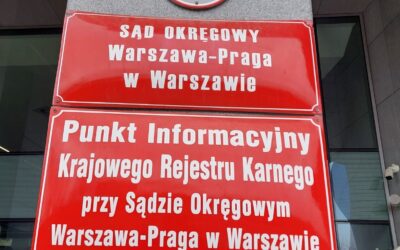 SĄD OKRĘGOWY
Warszawa-Praga
w Warszawie
Punkt Informacyjny
Krajowego Rejestru Karnego
przy Sądzie Okręgowym
Warszawa-Praga w Warszawie